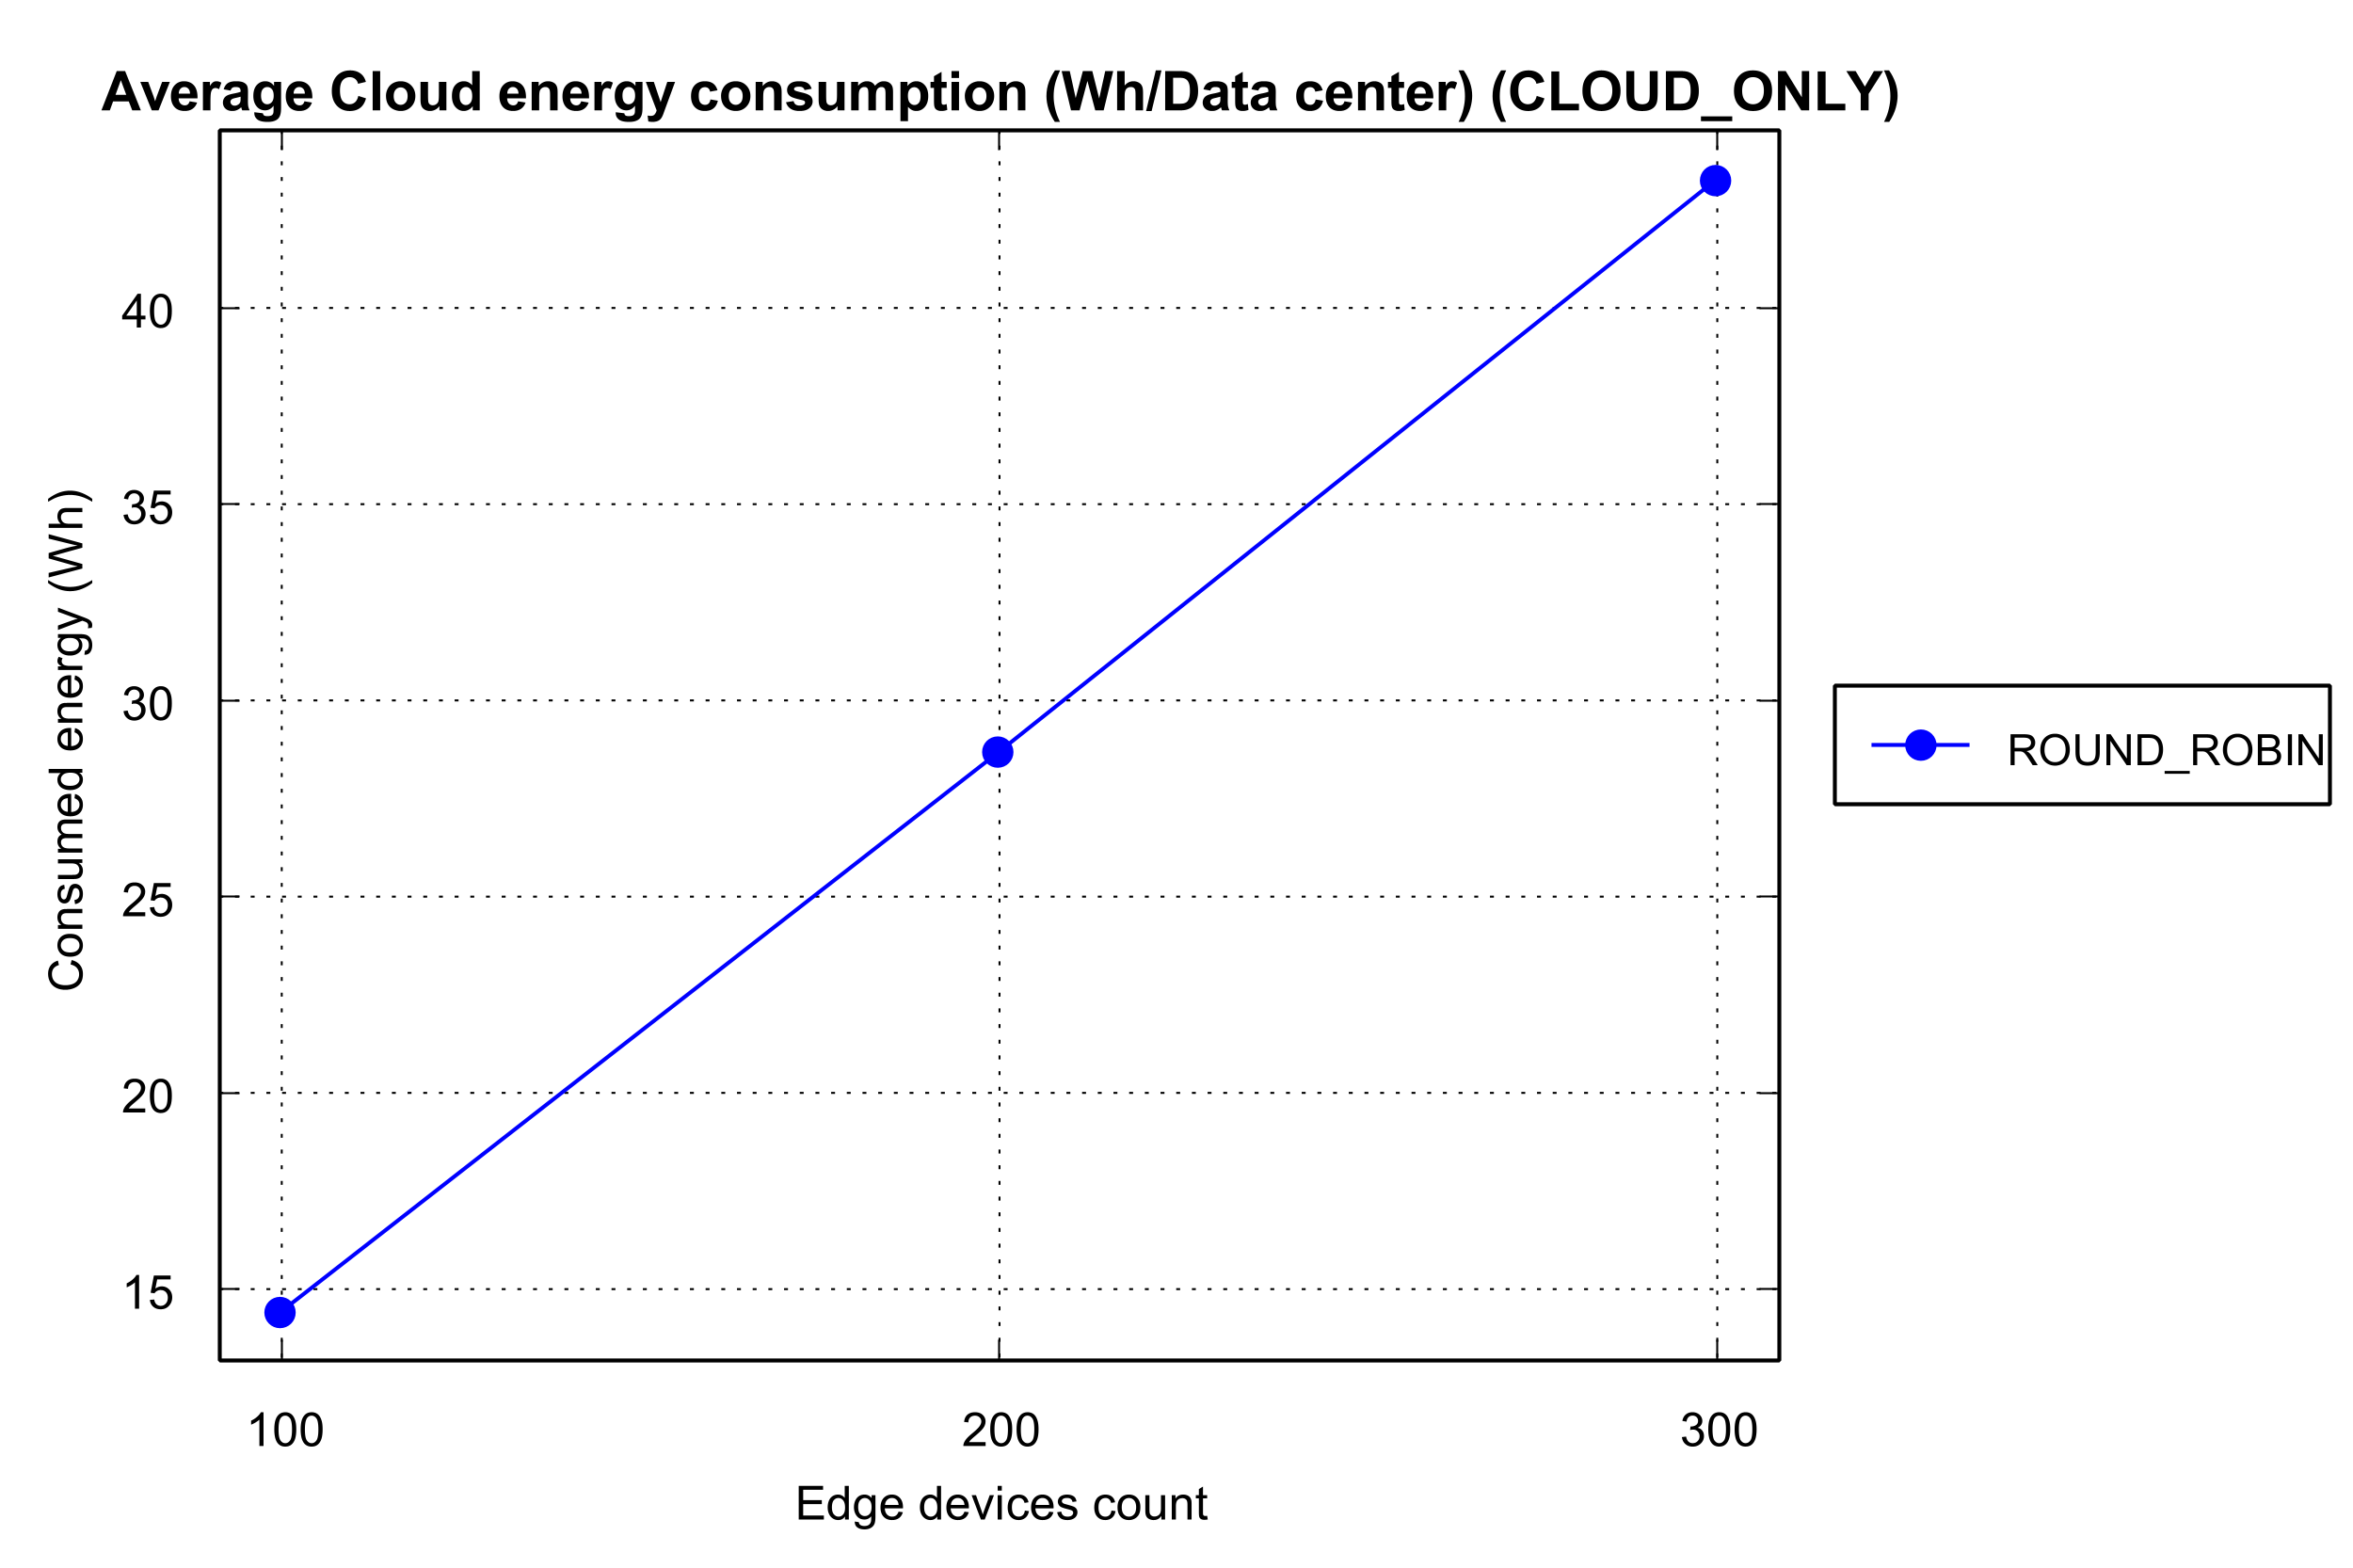 Average Cloud energy consumption (Wh/Data center) (CLOUD_ONLY)
40
35
30
25
20
15
Consumed energy (Wh)
ROUND_ROBIN
100 200 300
Edge devices count